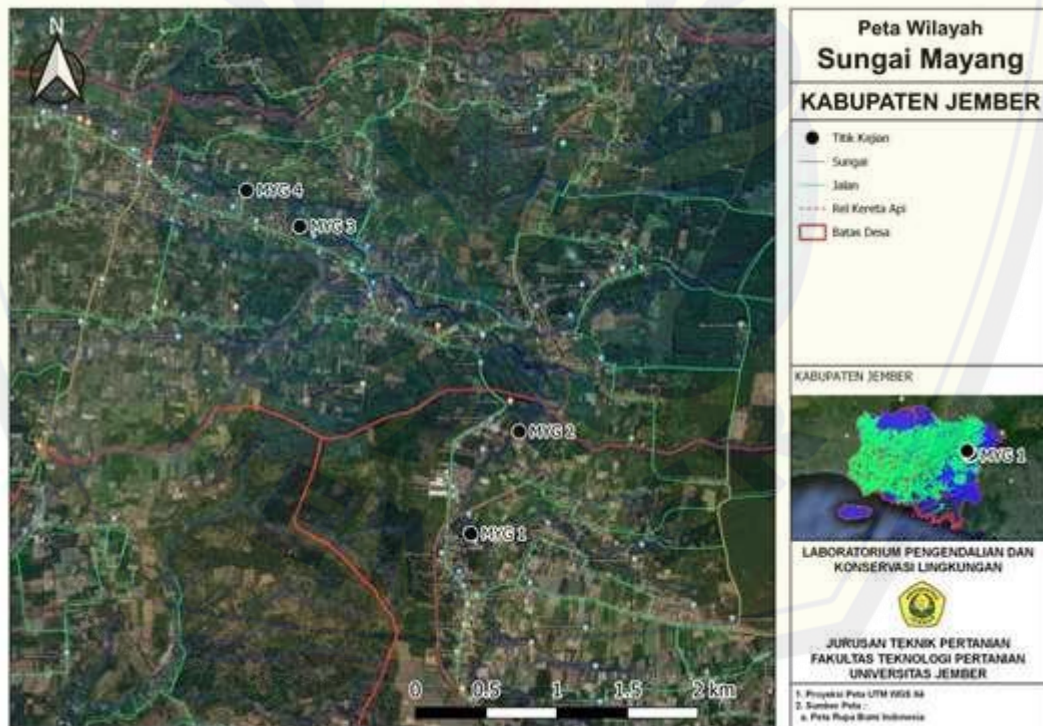 N
MYG 4
MYG 3
MYG 2
MYG 1
0 0.5 1 1.5 2 km
Peta Wilayah
Sungai Mayang
KABUPATEN JEMBER
Titik Kajian
Sungai
Jalan
Rel Kereta Api
Batas Desa
KABUPATEN JEMBER
MYG 1
LABORATORIUM PENGENDALIAN DAN
KONSERVASI LINGKUNGAN
JURUSAN TEKNIK PERTANIAN
FAKULTAS TEKNOLOGI PERTANIAN
UNIVERSITAS JEMBER
1. Proyeksi Peta UTM WGS 84
2. Sumber Peta :
a. Peta Rupa Bumi Indonesia